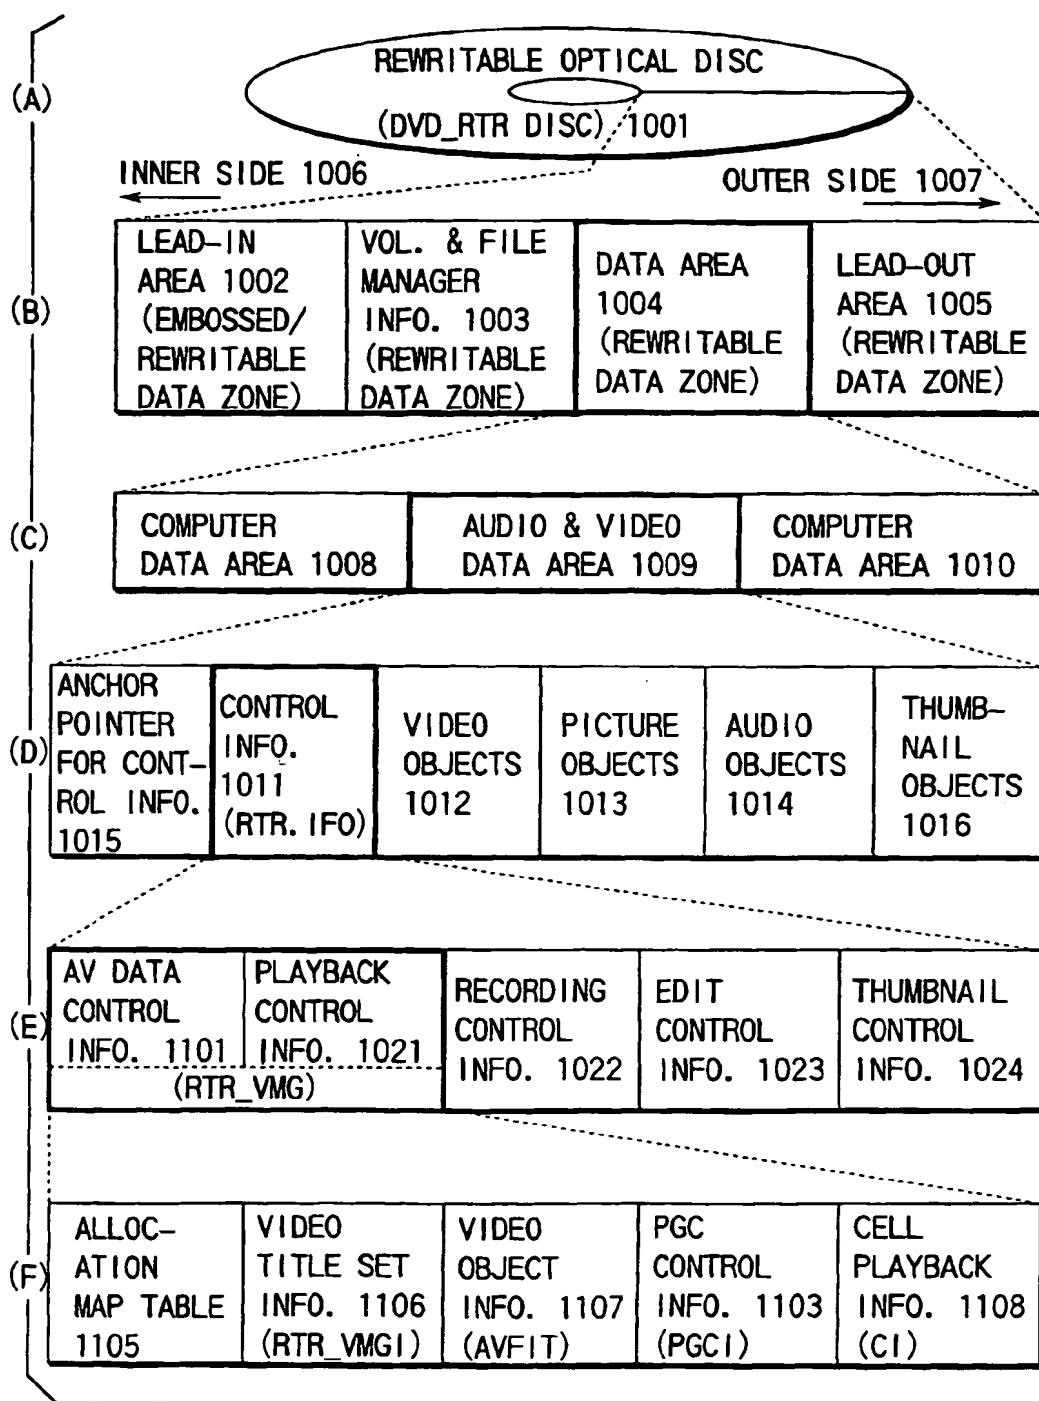 (A)
REWRITABLE OPTICAL DISC
(DVD_RTR DISC) 1001
INNER SIDE 1006
OUTER SIDE 1007
(B)
LEAD-IN
AREA 1002
(EMBOSSED/
REWRITABLE
DATA ZONE)
VOL. & FILE
MANAGER
INFO. 1003
(REWRITABLE
DATA ZONE)
DATA AREA
1004
(REWRITABLE
DATA ZONE)
LEAD-OUT
AREA 1005
(REWRITABLE
DATA ZONE)
(C)
COMPUTER
DATA AREA 1008
AUDIO & VIDEO
DATA AREA 1009
COMPUTER
DATA AREA 1010
(D)
ANCHOR
POINTER
FOR CONT-
ROL INFO.
1015
CONTROL
INFO.
1011
(RTR.IFO)
VIDEO
OBJECTS
1012
PICTURE
OBJECTS
1013
AUDIO
OBJECTS
1014
THUMB-
NAIL
OBJECTS
1016
(E)
AV DATA
CONTROL
INFO. 1101
PLAYBACK
CONTROL
INFO. 1021
(RTR_VMG)
RECORDING
CONTROL
INFO. 1022
EDIT
CONTROL
INFO. 1023
THUMBNAIL
CONTROL
INFO. 1024
(F)
ALLOC-
ATION
MAP TABLE
1105
VIDEO
TITLE SET
INFO. 1106
(RTR_VMGI)
VIDEO
OBJECT
INFO. 1107
(AVFIT)
PGC
CONTROL
INFO. 1103
(PGCI)
CELL
PLAYBACK
INFO. 1108
(CI)